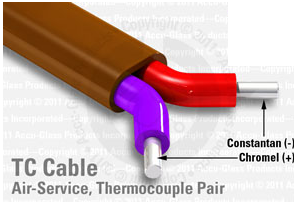 Constantan (-)
Chromel (+)
TC Cable
Air-Service, Thermocouple Pair